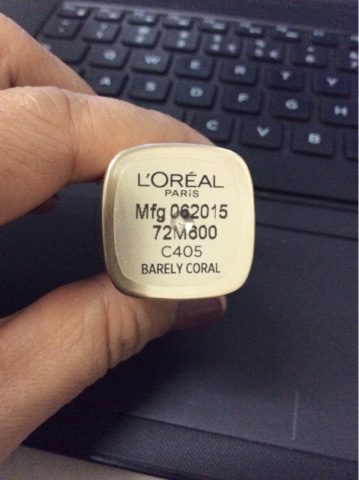 L'ORÉAL
PARIS
Mfg 062015
72M600
C405
BARELY CORAL